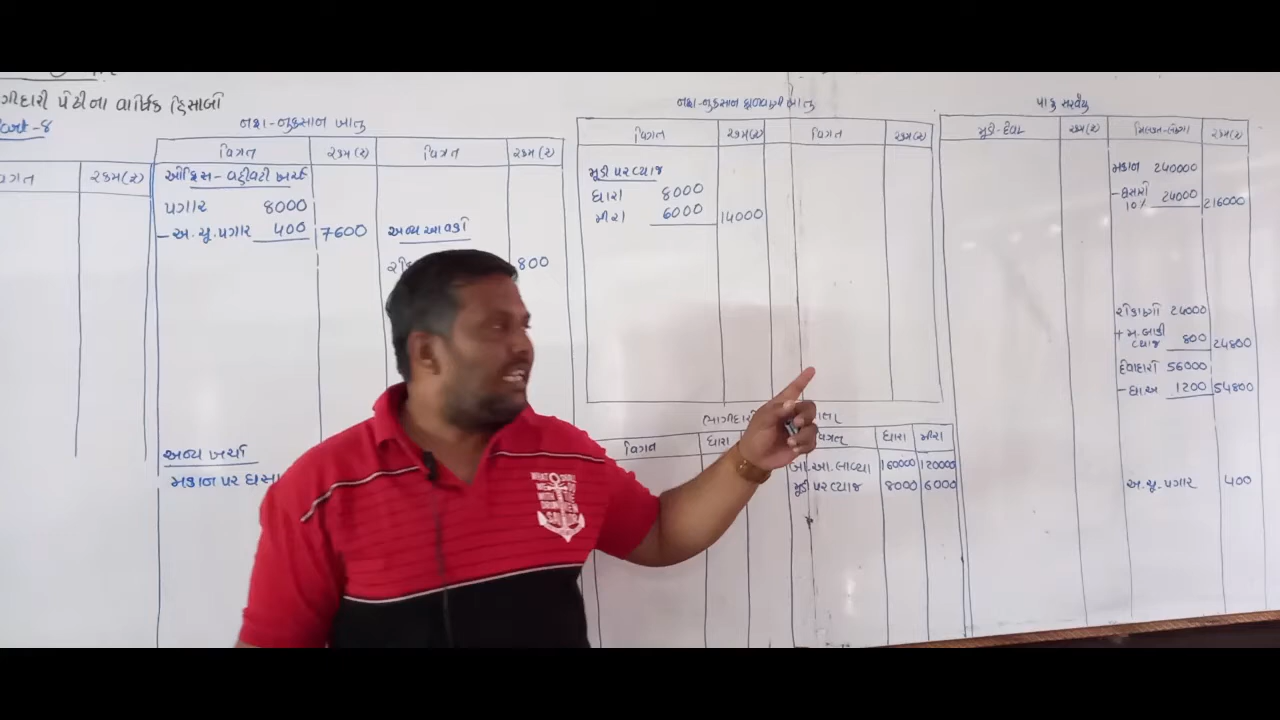 ગીદારી પેઢીના વાર્ષિક હિસાબો
નફા-નુકસાન ખાતુ
વિગત રકમ(₹) વિગત રકમ(₹)
વગત રકમ(₹)
ઓફિસ-વહીવટી ખર્ચ
પગાર 8000
- અ.ચૂ.પગાર 400 7600
અન્ય આવકો
800
અન્ય ખર્ચા
મકાન પર ઘસા
નફા-નુકસાન ફાળવણી ખાતુ
વિગત રકમ(₹) વિગત રકમ(₹)
મૂડી પર વ્યાજ
ધારા 8000
મીરા 6000 14000
ભાગીદારી
વિગત ધારા વિગત ધારા મીરા
બા.આ.લાવ્યા 160000 120000
મૂડી પર વ્યાજ 8000 6000
પાકુ સરવૈયુ
મૂડી-દેવા રકમ(₹) મિલકત-લેણા રકમ(₹)
મકાન 240000
- ઘસારો 24000
10% 216000
રોકાણો 24000
+ મ.બાકી
વ્યાજ 800 24800
દેવાદારો 56000
- ઘાઅ 1200 54800
અ.ચૂ.પગાર 400